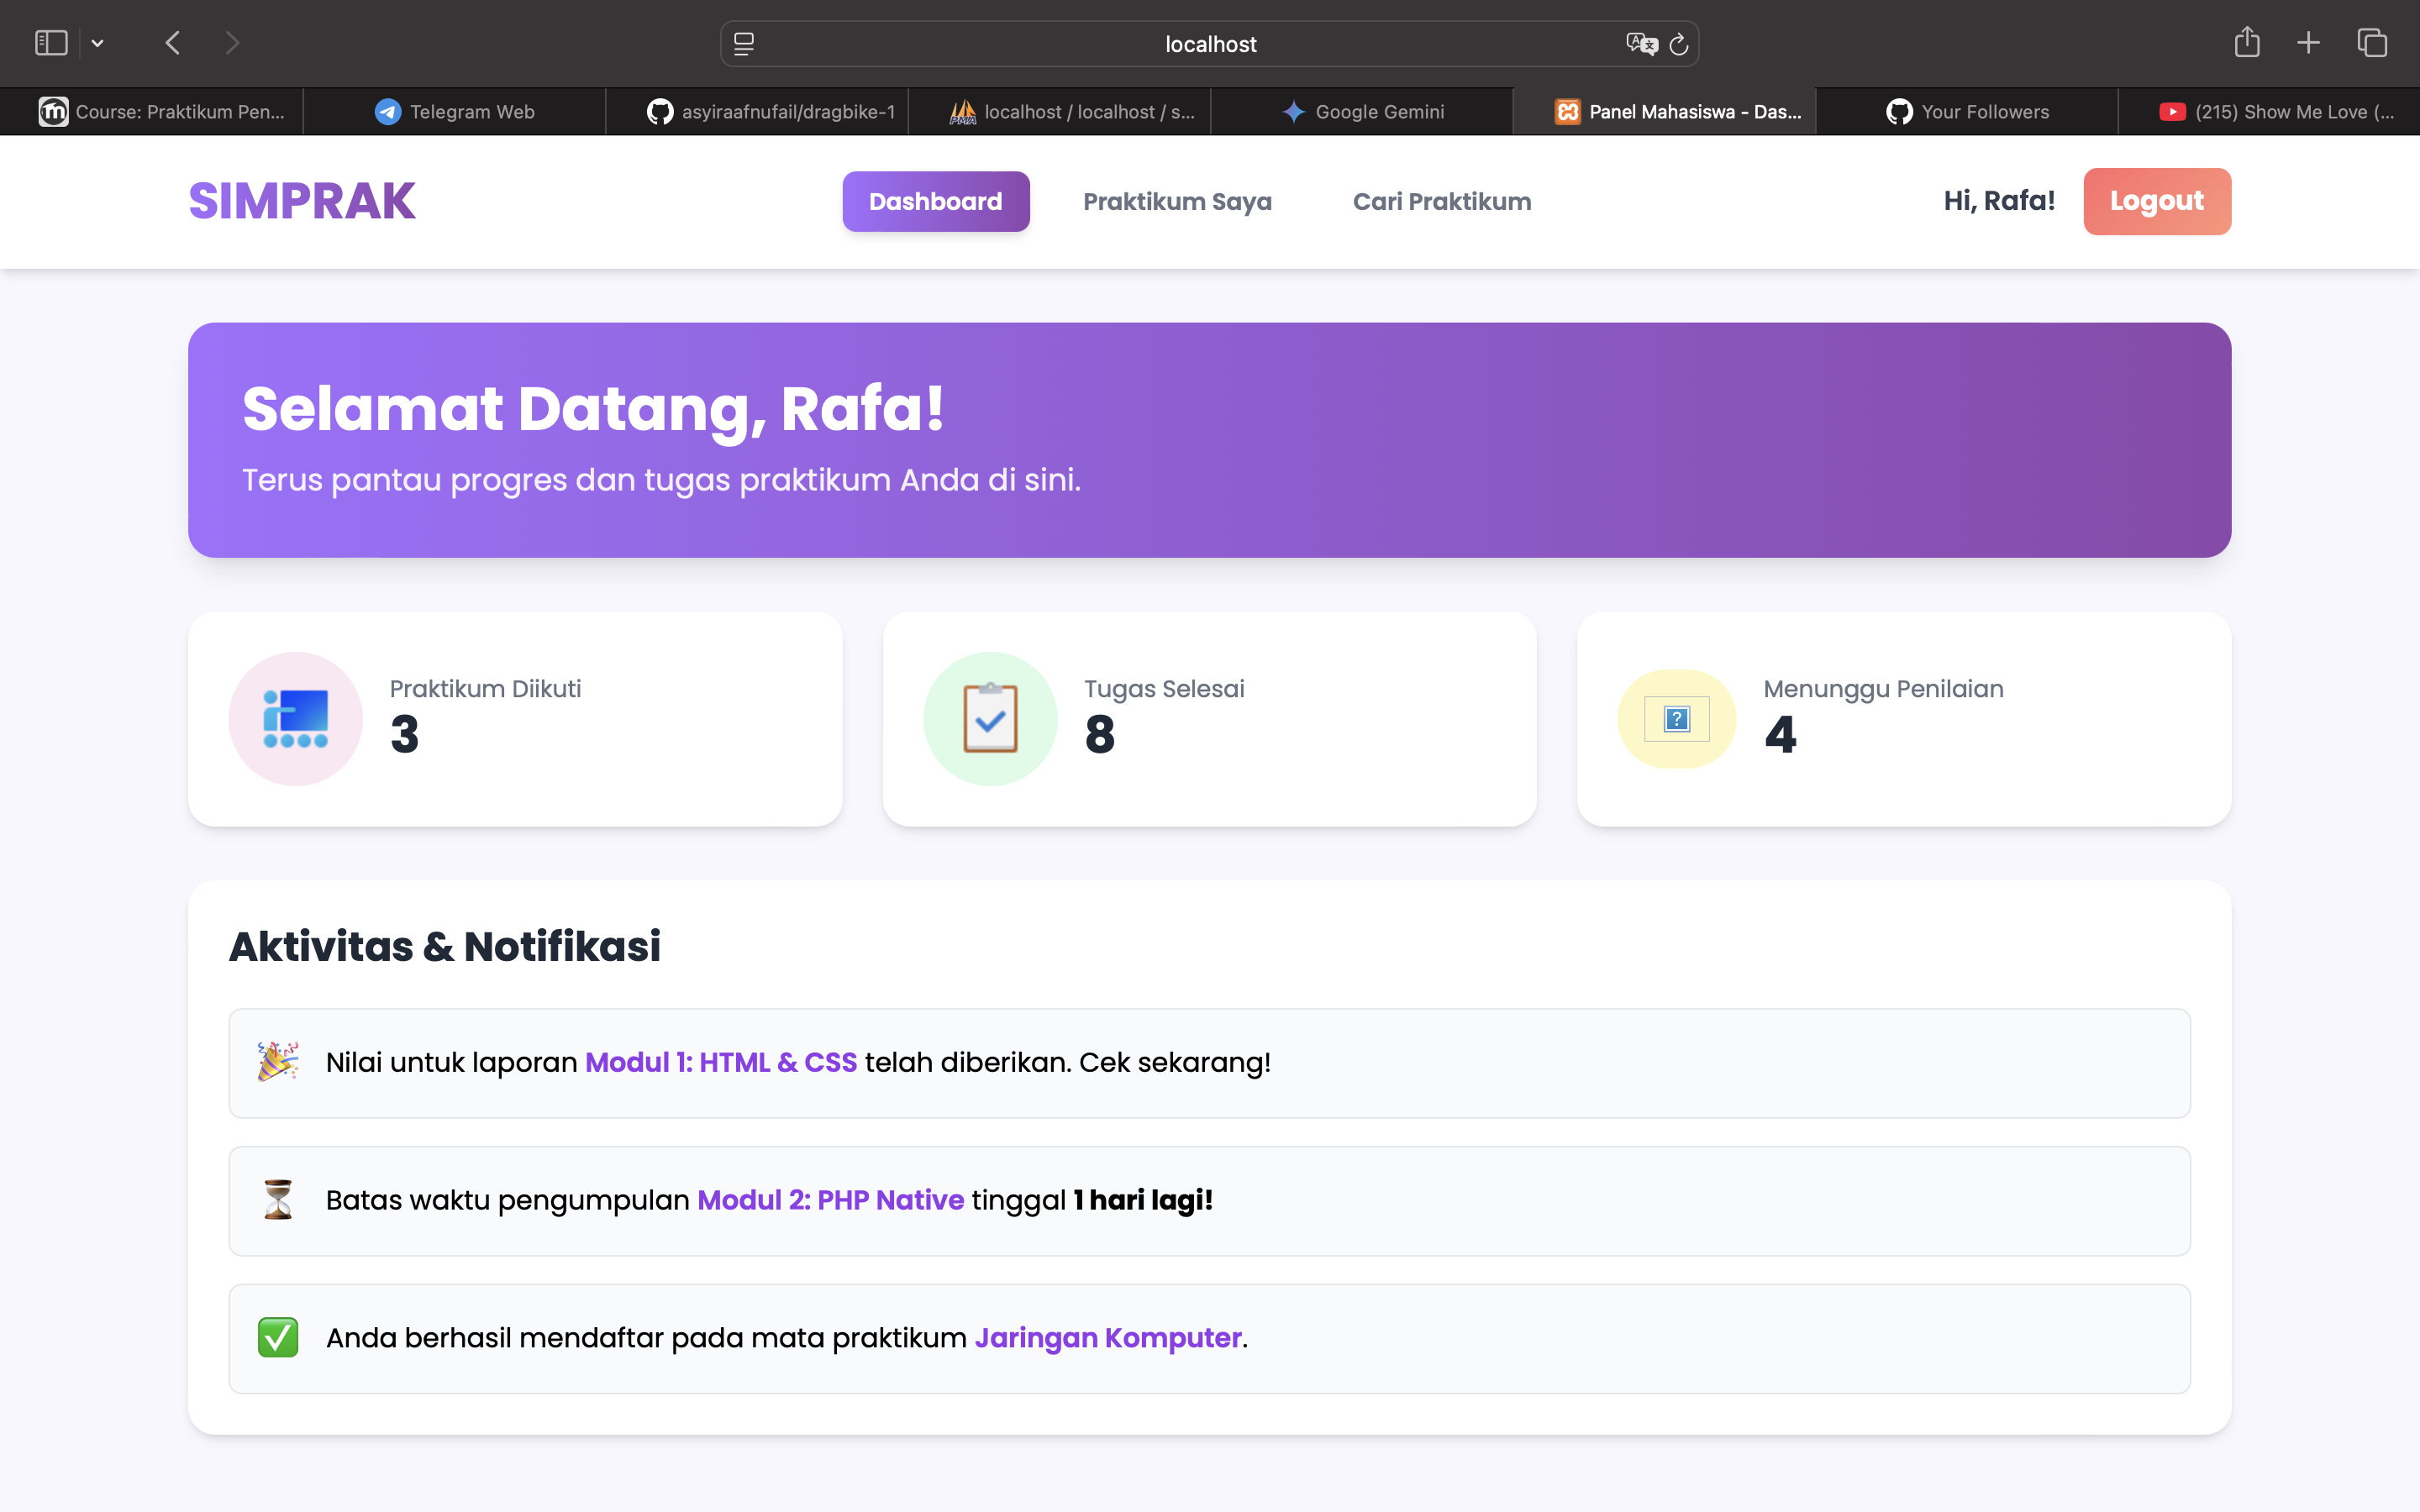 localhost
Course: Praktikum Pen...
Telegram Web
asyiraafnufail/dragbike-1
localhost / localhost / s...
Google Gemini
Panel Mahasiswa - Das...
Your Followers
(215) Show Me Love (...
SIMPRAK
Dashboard
Praktikum Saya
Cari Praktikum
Hi, Rafa!
Logout
Selamat Datang, Rafa!
Terus pantau progres dan tugas praktikum Anda di sini.
Praktikum Diikuti
3
Tugas Selesai
8
Menunggu Penilaian
4
Aktivitas & Notifikasi
Nilai untuk laporan Modul 1: HTML & CSS telah diberikan. Cek sekarang!
Batas waktu pengumpulan Modul 2: PHP Native tinggal 1 hari lagi!
Anda berhasil mendaftar pada mata praktikum Jaringan Komputer.